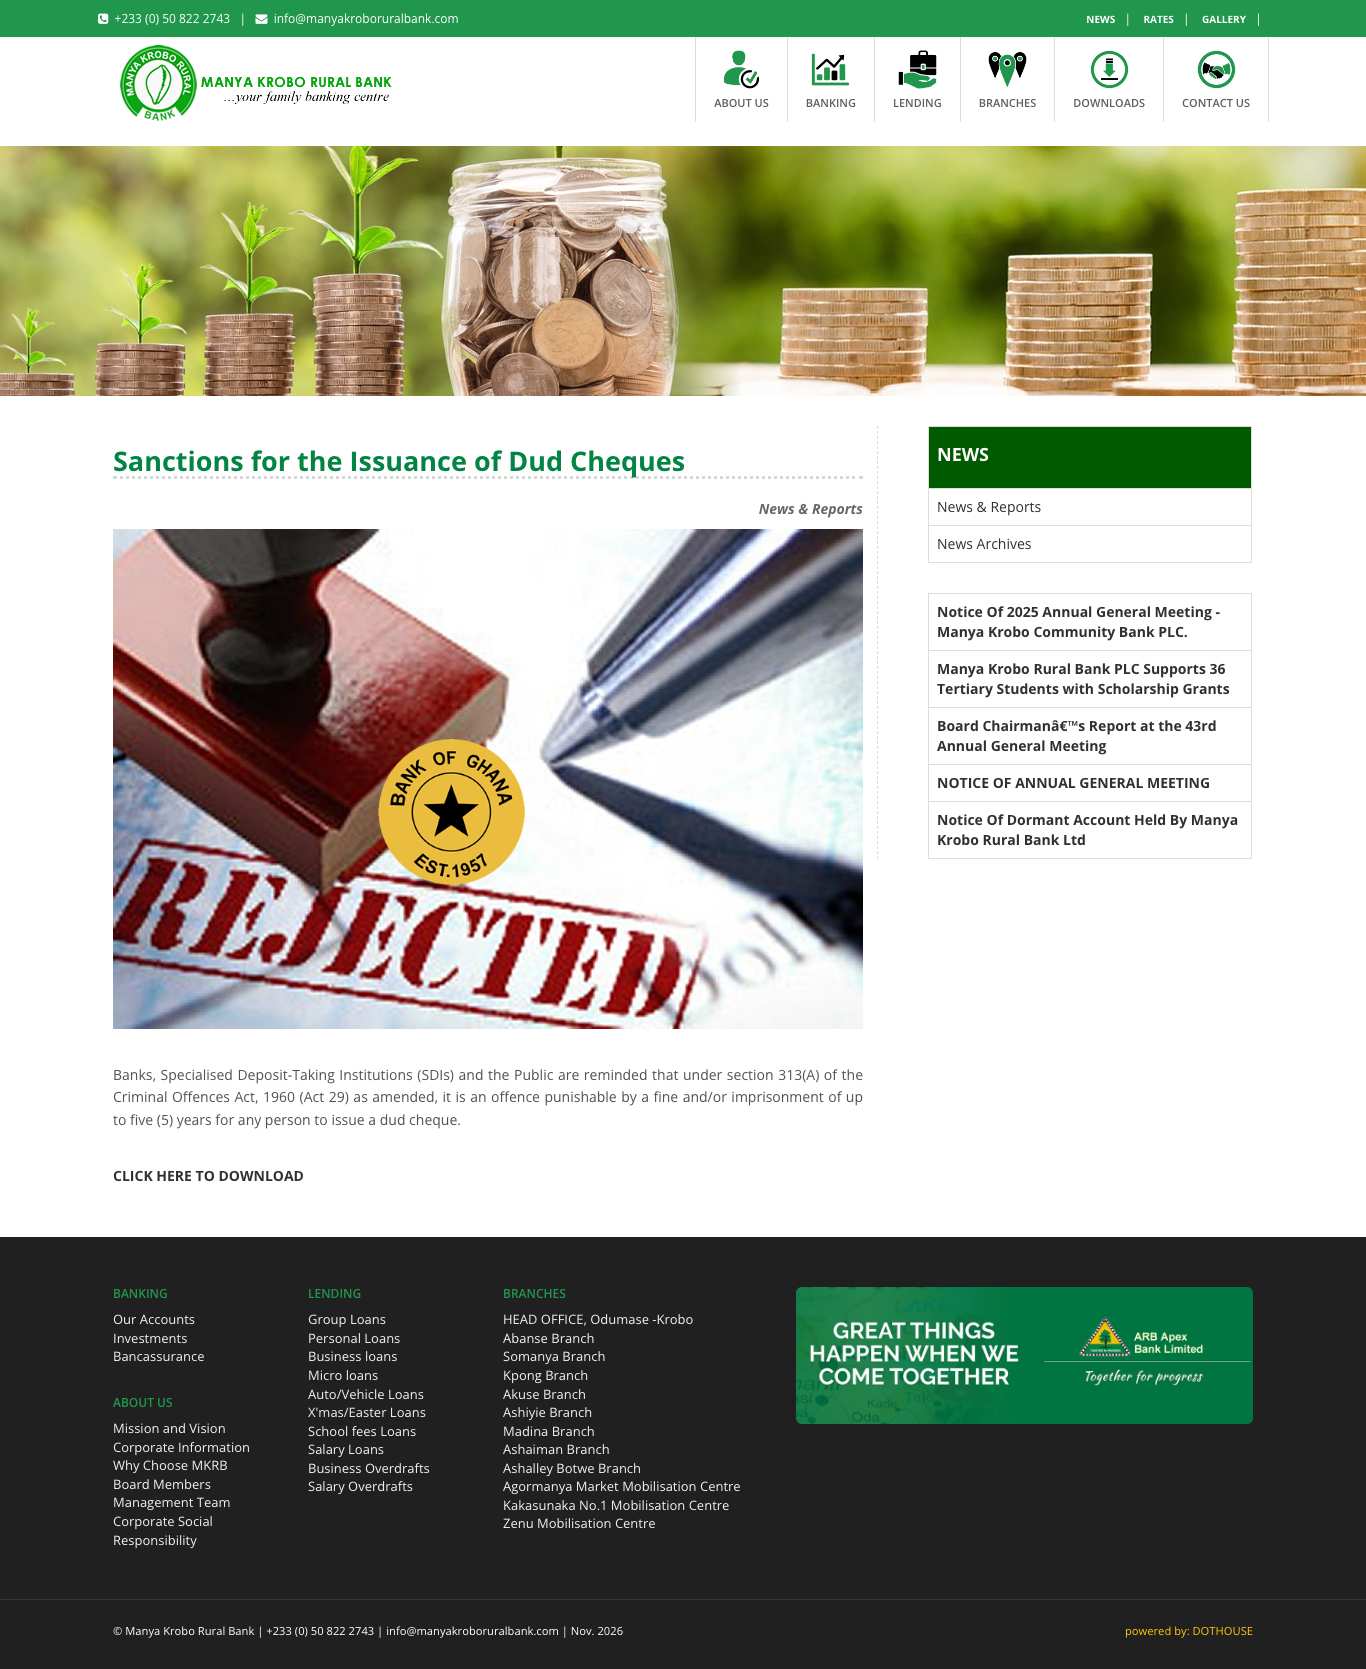 +233 (0) 50 822 2743 | info@manyakroboruralbank.com
NEWS | RATES | GALLERY |
MANYA KROBO RURAL
BANK
MANYA KROBO RURAL BANK
...your family banking centre
ABOUT US
BANKING
LENDING
BRANCHES
DOWNLOADS
CONTACT US
Sanctions for the Issuance of Dud Cheques
News & Reports
BANK OF GHANA
EST.1957
REJECTED
Banks, Specialised Deposit-Taking Institutions (SDIs) and the Public are reminded that under section 313(A) of the
Criminal Offences Act, 1960 (Act 29) as amended, it is an offence punishable by a fine and/or imprisonment of up
to five (5) years for any person to issue a dud cheque.
CLICK HERE TO DOWNLOAD
NEWS
News & Reports
News Archives
Notice Of 2025 Annual General Meeting -
Manya Krobo Community Bank PLC.
Manya Krobo Rural Bank PLC Supports 36
Tertiary Students with Scholarship Grants
Board Chairmanâ€™s Report at the 43rd
Annual General Meeting
NOTICE OF ANNUAL GENERAL MEETING
Notice Of Dormant Account Held By Manya
Krobo Rural Bank Ltd
BANKING
Our Accounts
Investments
Bancassurance
ABOUT US
Mission and Vision
Corporate Information
Why Choose MKRB
Board Members
Management Team
Corporate Social
Responsibility
LENDING
Group Loans
Personal Loans
Business loans
Micro loans
Auto/Vehicle Loans
X'mas/Easter Loans
School fees Loans
Salary Loans
Business Overdrafts
Salary Overdrafts
BRANCHES
HEAD OFFICE, Odumase -Krobo
Abanse Branch
Somanya Branch
Kpong Branch
Akuse Branch
Ashiyie Branch
Madina Branch
Ashaiman Branch
Ashalley Botwe Branch
Agormanya Market Mobilisation Centre
Kakasunaka No.1 Mobilisation Centre
Zenu Mobilisation Centre
GREAT THINGS
HAPPEN WHEN WE
COME TOGETHER
ARB Apex
Bank Limited
Together for progress
Oda
© Manya Krobo Rural Bank | +233 (0) 50 822 2743 | info@manyakroboruralbank.com | Nov. 2026
powered by: DOTHOUSE